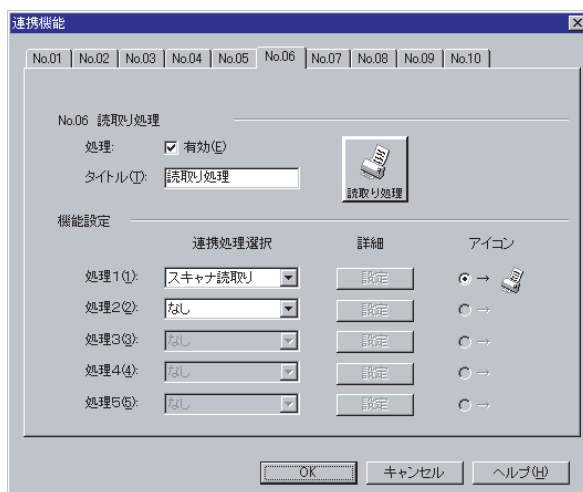 連携機能
No.01 No.02 No.03 No.04 No.05 No.06 No.07 No.08 No.09 No.10
No.06 読取り処理
処理: 有効(E)
タイトル(T): 読取り処理
読取り処理
機能設定
連携処理選択 詳細 アイコン
処理1(1): スキャナ読取り 設定 →
処理2(2): なし 設定 →
処理3(3): なし 設定 →
処理4(4): なし 設定 →
処理5(5): なし 設定 →
OK キャンセル ヘルプ(H)